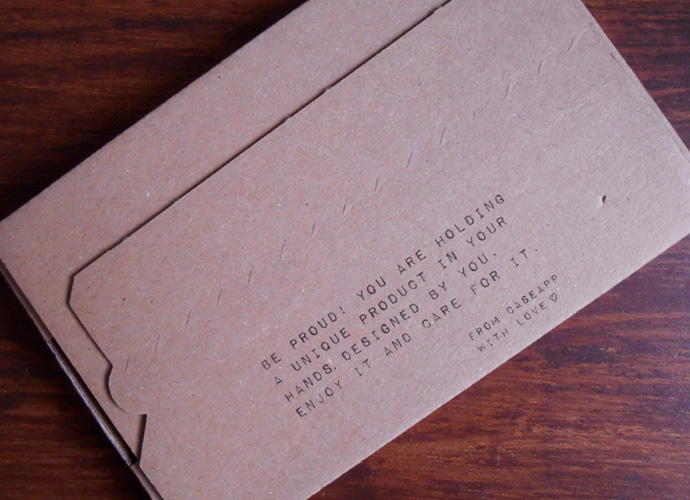 BE PROUD! YOU ARE HOLDING
A UNIQUE PRODUCT IN YOUR
HANDS. DESIGNED BY YOU.
ENJOY IT AND CARE FOR IT.
FROM CASEAPP
WITH LOVE♡